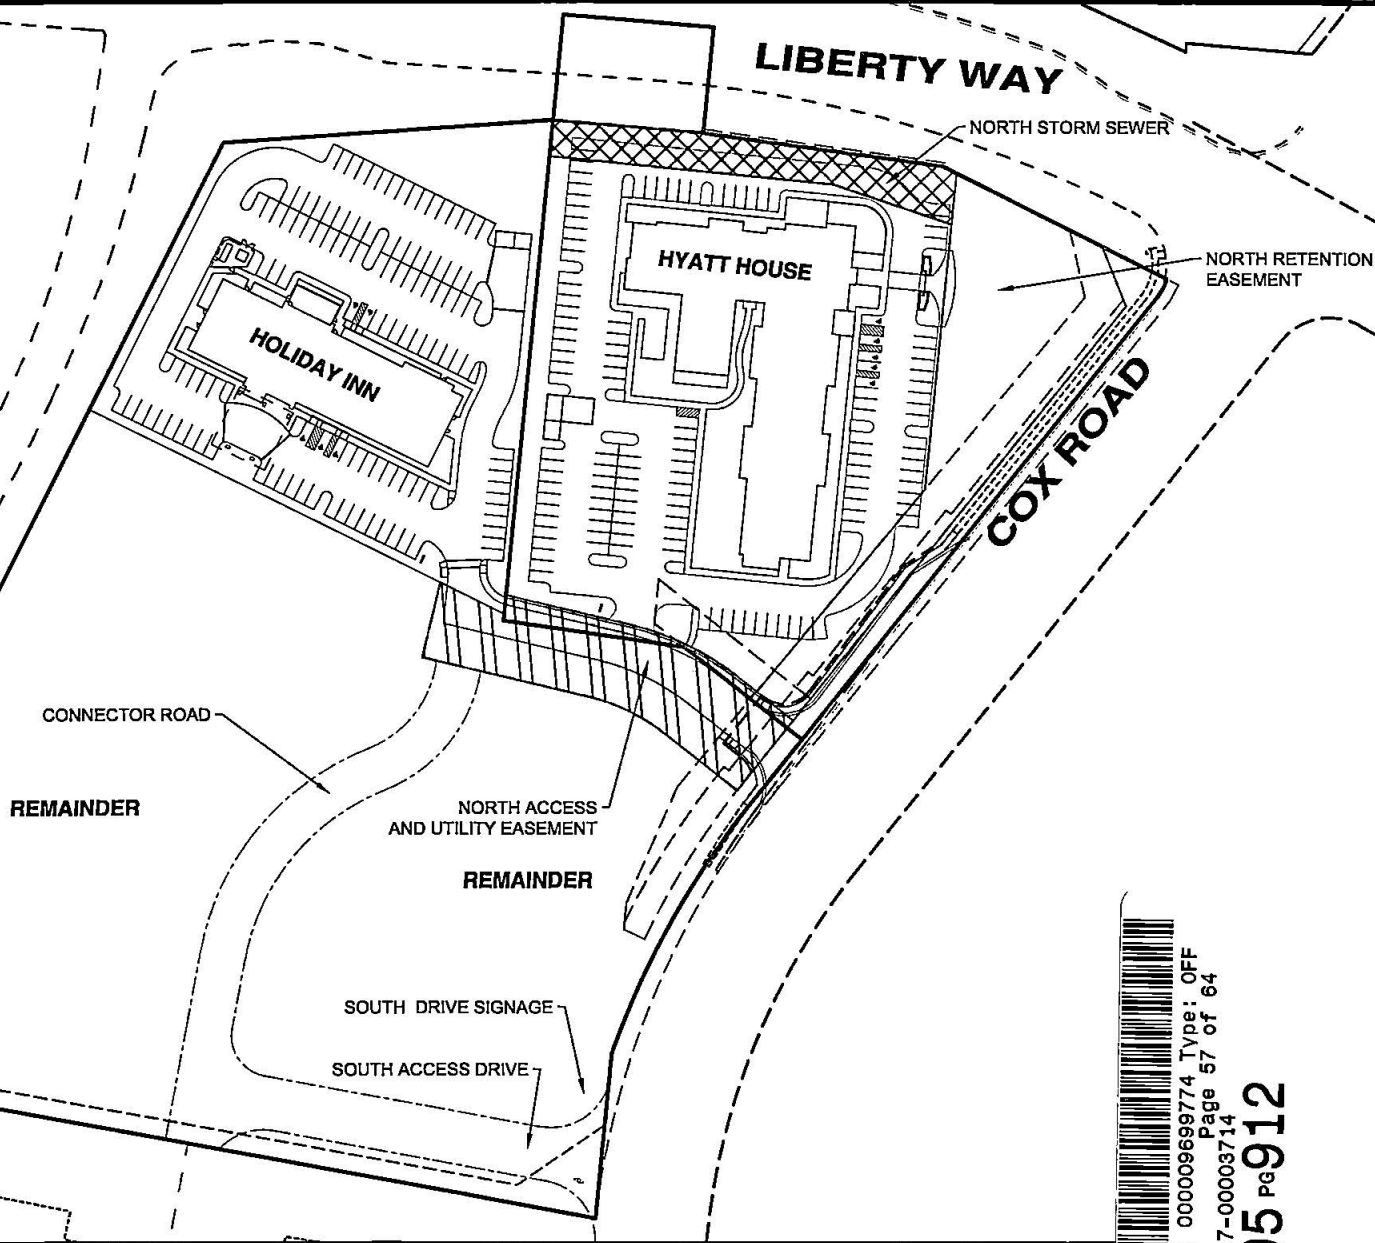 LIBERTY WAY
NORTH STORM SEWER
HYATT HOUSE
NORTH RETENTION
EASEMENT
HOLIDAY INN
COX ROAD
CONNECTOR ROAD
REMAINDER
NORTH ACCESS
AND UTILITY EASEMENT
REMAINDER
SOUTH DRIVE SIGNAGE
SOUTH ACCESS DRIVE
000009699774 Type: OFF
Page 57 of 64
7-00003714
95 PG 912